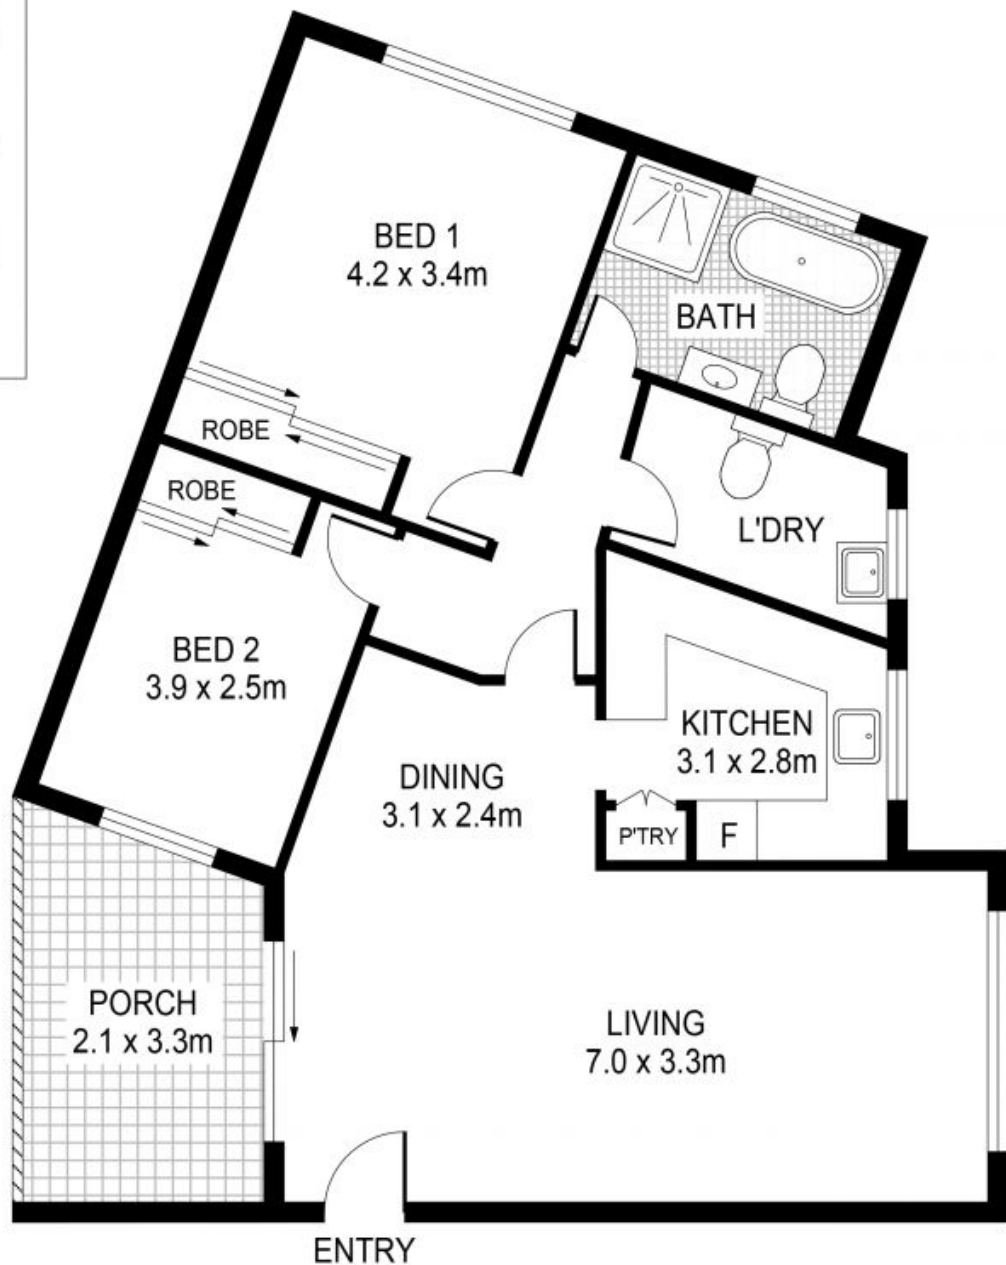 BED 1
4.2 x 3.4m
BATH
ROBE
ROBE
L'DRY
BED 2
3.9 x 2.5m
KITCHEN
3.1 x 2.8m
DINING
3.1 x 2.4m
P'TRY
F
PORCH
2.1 x 3.3m
LIVING
7.0 x 3.3m
ENTRY